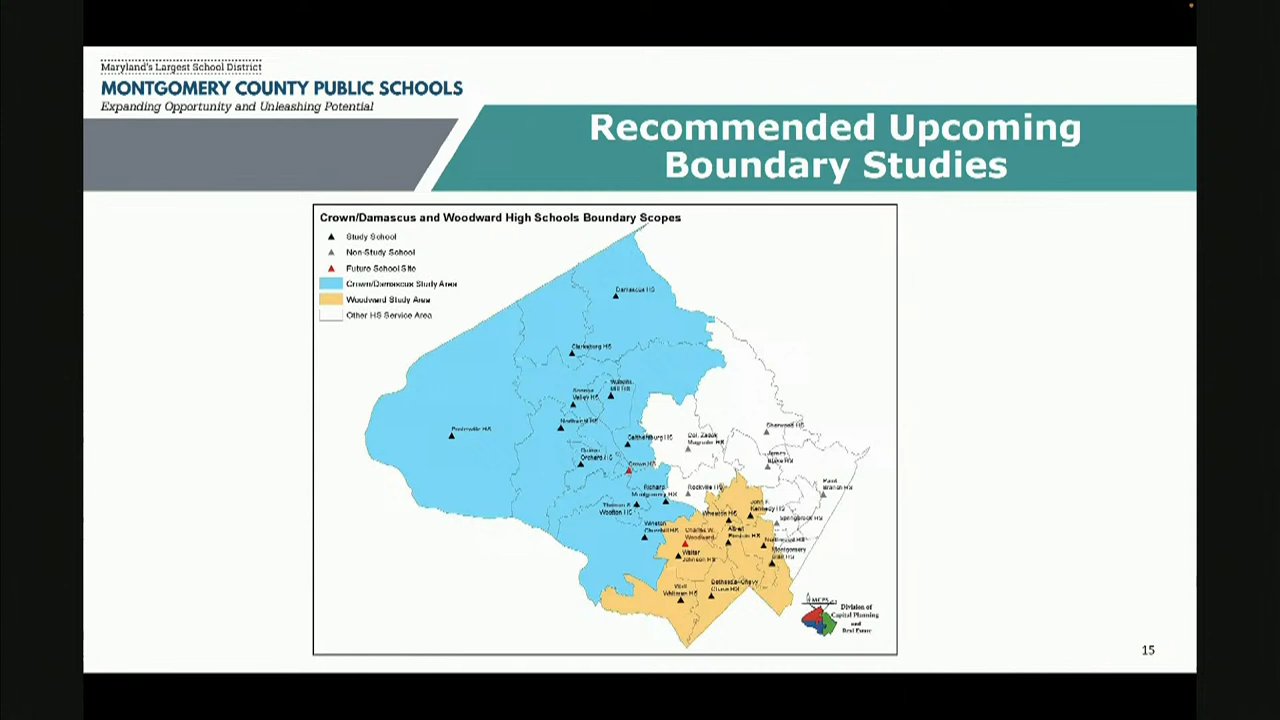 Maryland's Largest School District
MONTGOMERY COUNTY PUBLIC SCHOOLS
Expanding Opportunity and Unleashing Potential
Recommended Upcoming
Boundary Studies
Crown/Damascus and Woodward High Schools Boundary Scopes
Study School
Non-Study School
Future School Site
Crown/Damascus Study Area
Woodward Study Area
Other HS Service Area
Damascus HS
Clarksburg HS
Watkins
Mill HS
Seneca
Valley HS
Northwest HS
Poolesville HS
Gaithersburg HS
Quince
Orchard HS
Crown HS
Col. Zadok
Magruder HS
Sherwood HS
James
Blake HS
Paint
Branch HS
Richard
Montgomery HS
Rockville HS
Thomas S.
Wootton HS
John F.
Kennedy HS
Wheaton HS
Springbrook HS
Winston
Churchill HS
Charles W.
Woodward
Albert
Einstein HS
Northwood HS
Walter
Johnson HS
Montgomery
Blair HS
Walt
Whitman HS
Bethesda-Chevy
Chase HS
MCPS
Division of
Capital Planning
and
Real Estate
15